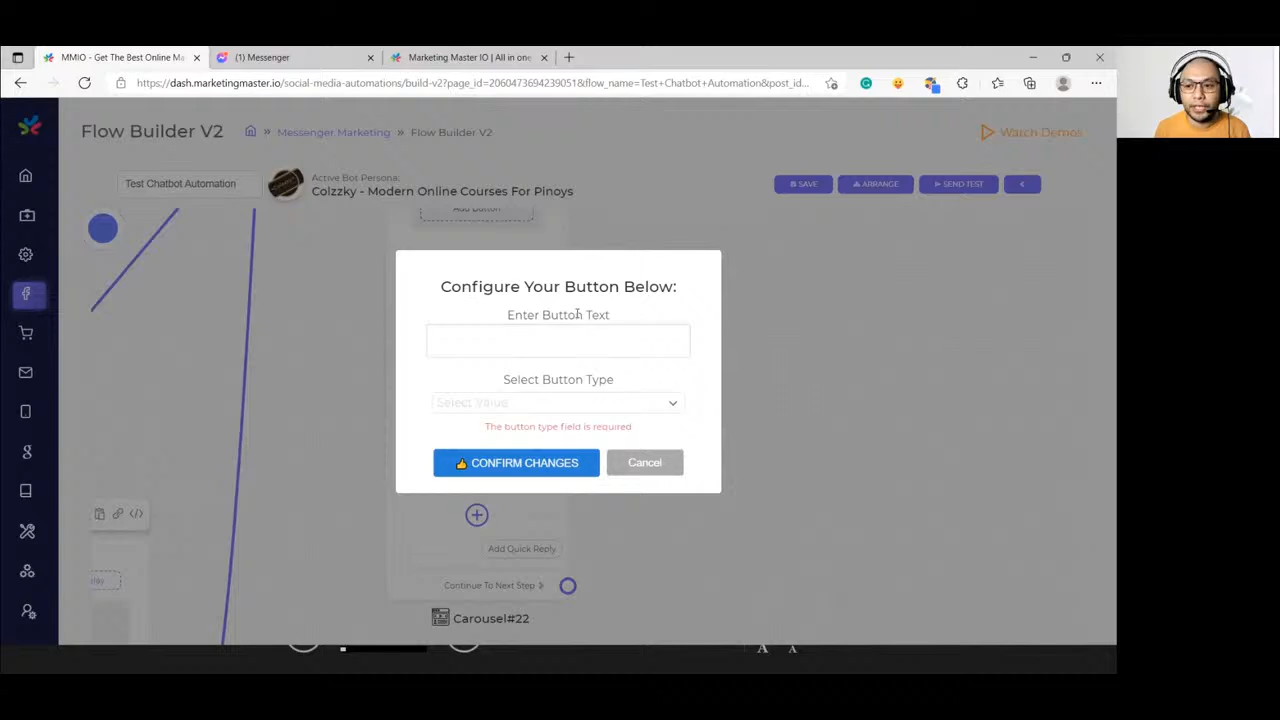 MMIO - Get The Best Online Ma
(1) Messenger
Marketing Master IO | All in one
https://dash.marketingmaster.io/social-media-automations/build-v2?page_id=2060473694239051&flow_name=Test+Chatbot+Automation&post_id...
Flow Builder V2
» Messenger Marketing » Flow Builder V2
Watch Demos
Test Chatbot Automation
Active Bot Persona:
Colzzky - Modern Online Courses For Pinoys
SAVE
ARRANGE
SEND TEST
Add Button
Configure Your Button Below:
Enter Button Text
Select Button Type
Select Value
The button type field is required
CONFIRM CHANGES
Cancel
Add Quick Reply
Continue To Next Step
Carousel#22
A A